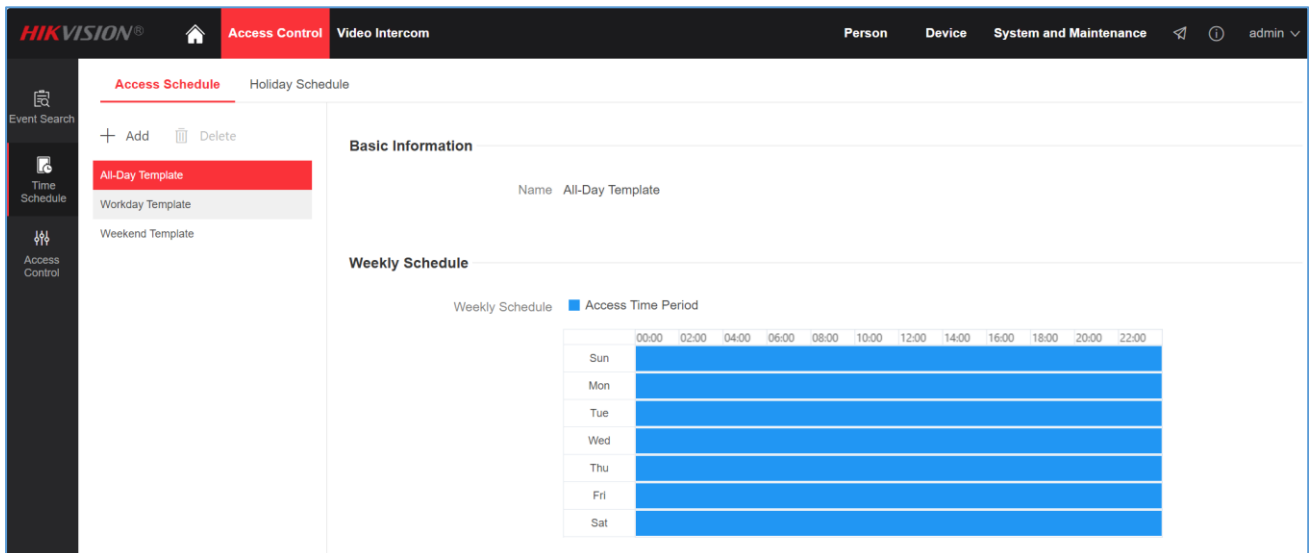 HIKVISION® Access Control Video Intercom Person Device System and Maintenance admin
Event Search
Time
Schedule
Access
Control
Access Schedule Holiday Schedule
Add Delete
All-Day Template
Workday Template
Weekend Template
Basic Information
Name All-Day Template
Weekly Schedule
Weekly Schedule Access Time Period
00:00 02:00 04:00 06:00 08:00 10:00 12:00 14:00 16:00 18:00 20:00 22:00
Sun
Mon
Tue
Wed
Thu
Fri
Sat